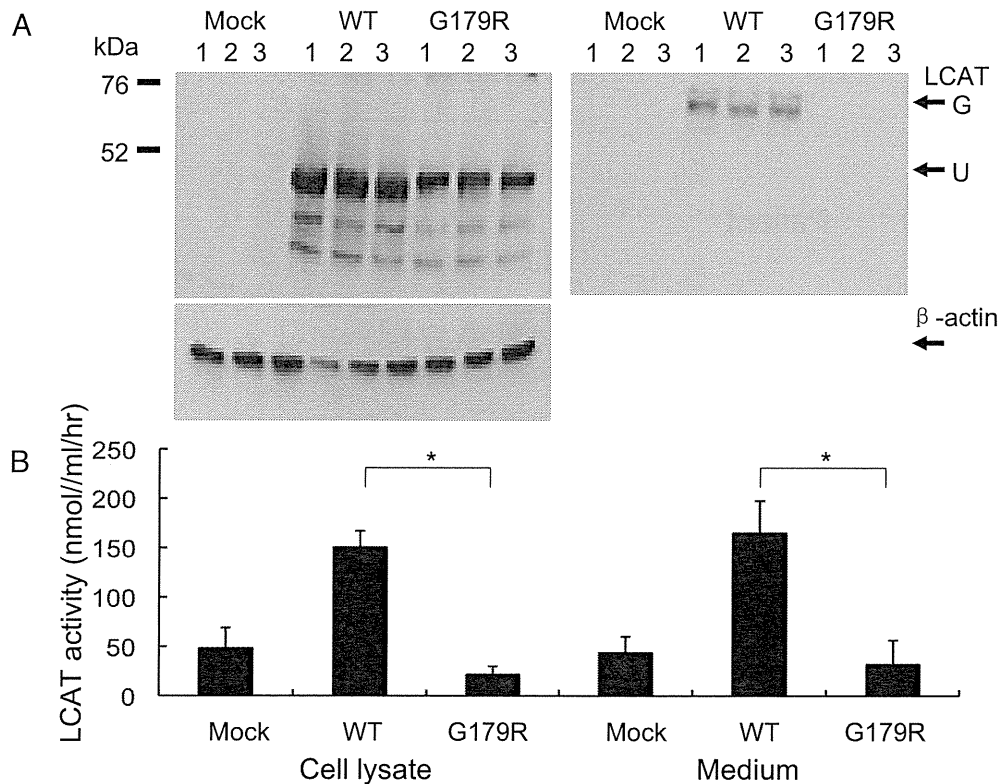 A
Mock WT G179R Mock WT G179R
kDa 1 2 3 1 2 3 1 2 3 1 2 3 1 2 3 1 2 3
LCAT
76
G
52
U
β-actin
B
LCAT activity (nmol//ml/hr)
250
200
150
100
50
0
* *
Mock WT G179R Mock WT G179R
Cell lysate Medium